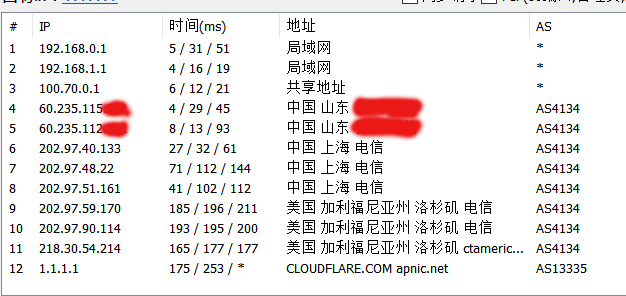 # IP 时间(ms) 地址 AS
1 192.168.0.1 5 / 31 / 51 局域网 *
2 192.168.1.1 4 / 16 / 19 局域网 *
3 100.70.0.1 6 / 12 / 21 共享地址 *
4 60.235.115 4 / 29 / 45 中国 山东 AS4134
5 60.235.112 8 / 13 / 93 中国 山东 AS4134
6 202.97.40.133 27 / 32 / 61 中国 上海 电信 AS4134
7 202.97.48.22 71 / 112 / 144 中国 上海 电信 AS4134
8 202.97.51.161 41 / 102 / 112 中国 上海 电信 AS4134
9 202.97.59.170 185 / 196 / 211 美国 加利福尼亚州 洛杉矶 电信 AS4134
10 202.97.90.114 193 / 195 / 200 美国 加利福尼亚州 洛杉矶 电信 AS4134
11 218.30.54.214 165 / 177 / 177 美国 加利福尼亚州 洛杉矶 ctameric... AS4134
12 1.1.1.1 175 / 253 / * CLOUDFLARE.COM apnic.net AS13335